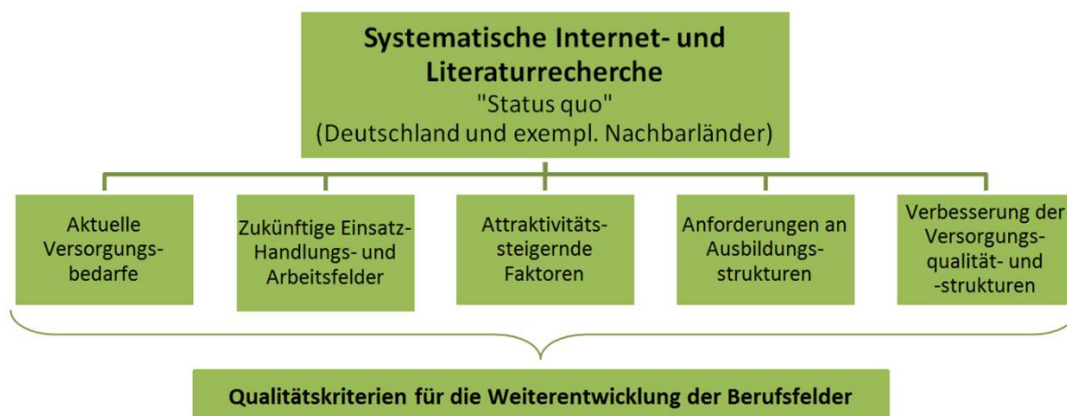 Systematische Internet- und
Literaturrecherche
"Status quo"
(Deutschland und exempl. Nachbarländer)
Aktuelle
Versorgungs-
bedarfe
Zukünftige Einsatz-
Handlungs- und
Arbeitsfelder
Attraktivitäts-
steigernde
Faktoren
Anforderungen an
Ausbildungs-
strukturen
Verbesserung der
Versorgungs-
qualität- und
-strukturen
Qualitätskriterien für die Weiterentwicklung der Berufsfelder